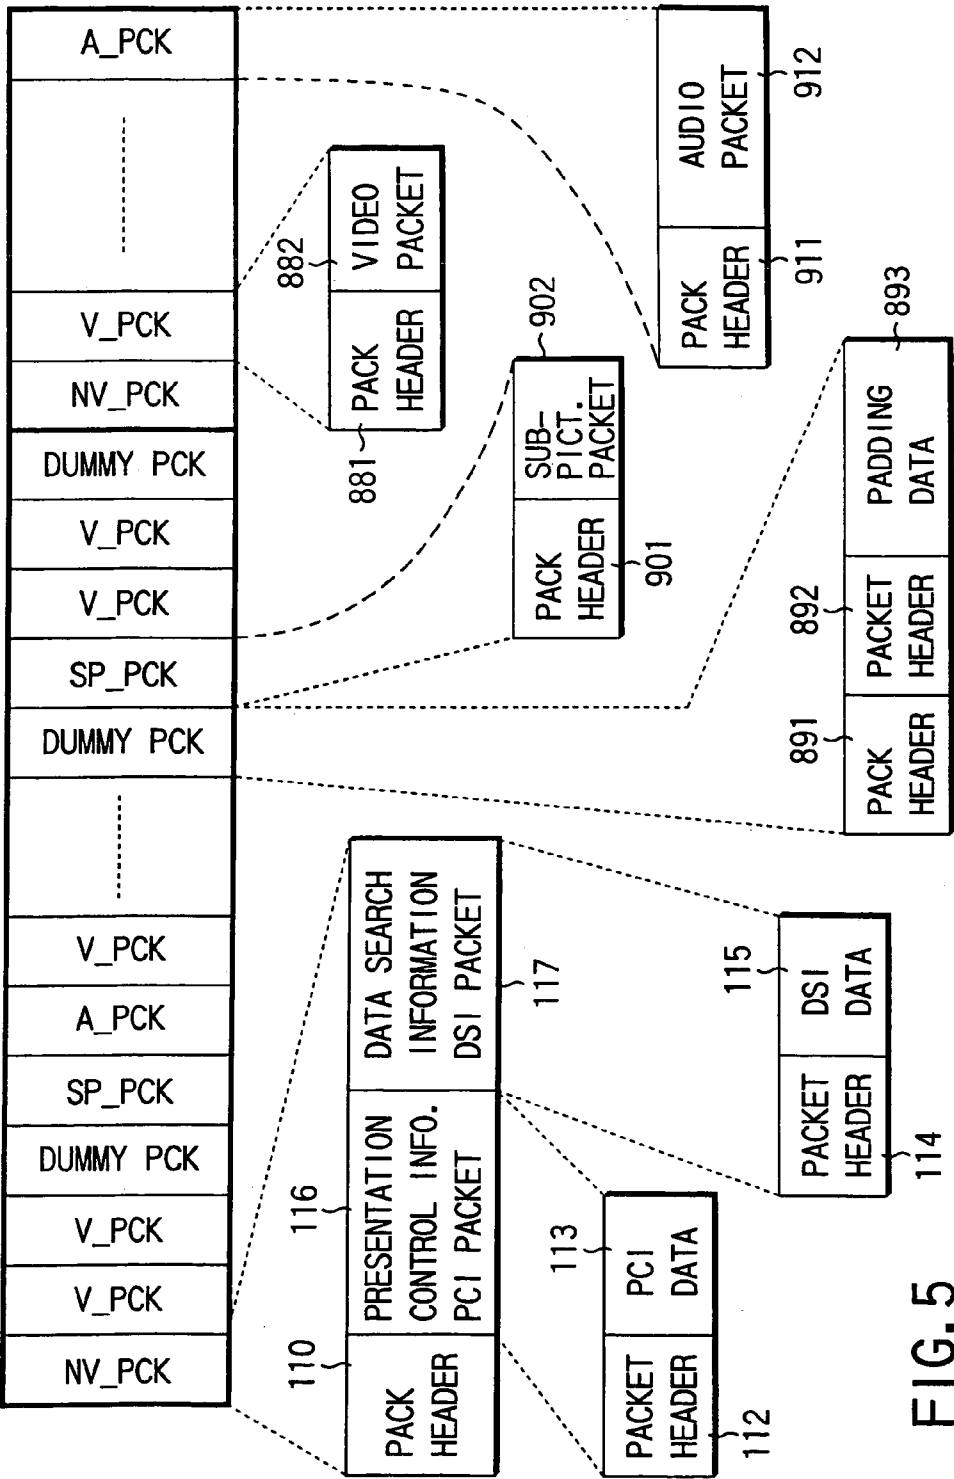 NV_PCK
V_PCK
V_PCK
DUMMY PCK
SP_PCK
A_PCK
V_PCK
DUMMY PCK
SP_PCK
V_PCK
V_PCK
DUMMY PCK
NV_PCK
V_PCK
A_PCK
110
116
PACK
HEADER
PRESENTATION
CONTROL INFO.
PCI PACKET
DATA SEARCH
INFORMATION
DSI PACKET
117
881
882
PACK
HEADER
VIDEO
PACKET
902
PACK
HEADER
SUB-
PICT.
PACKET
901
113
PACKET
HEADER
PCI
DATA
112
115
PACKET
HEADER
DSI
DATA
114
PACK
HEADER
AUDIO
PACKET
911
912
891
892
893
PACK
HEADER
PACKET
HEADER
PADDING
DATA
FIG.5